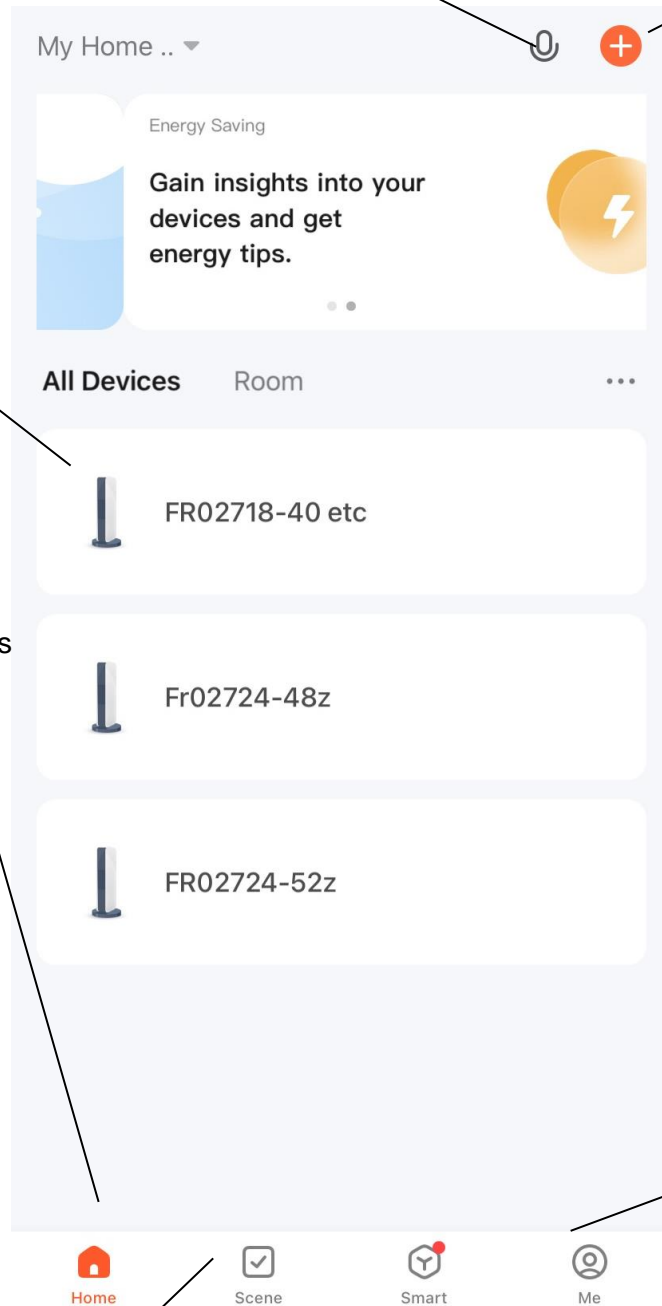 My Home ..
Energy Saving
Gain insights into your
devices and get
energy tips.
All Devices Room
FR02718-40 etc
s
Fr02724-48z
FR02724-52z
Home Scene Smart Me